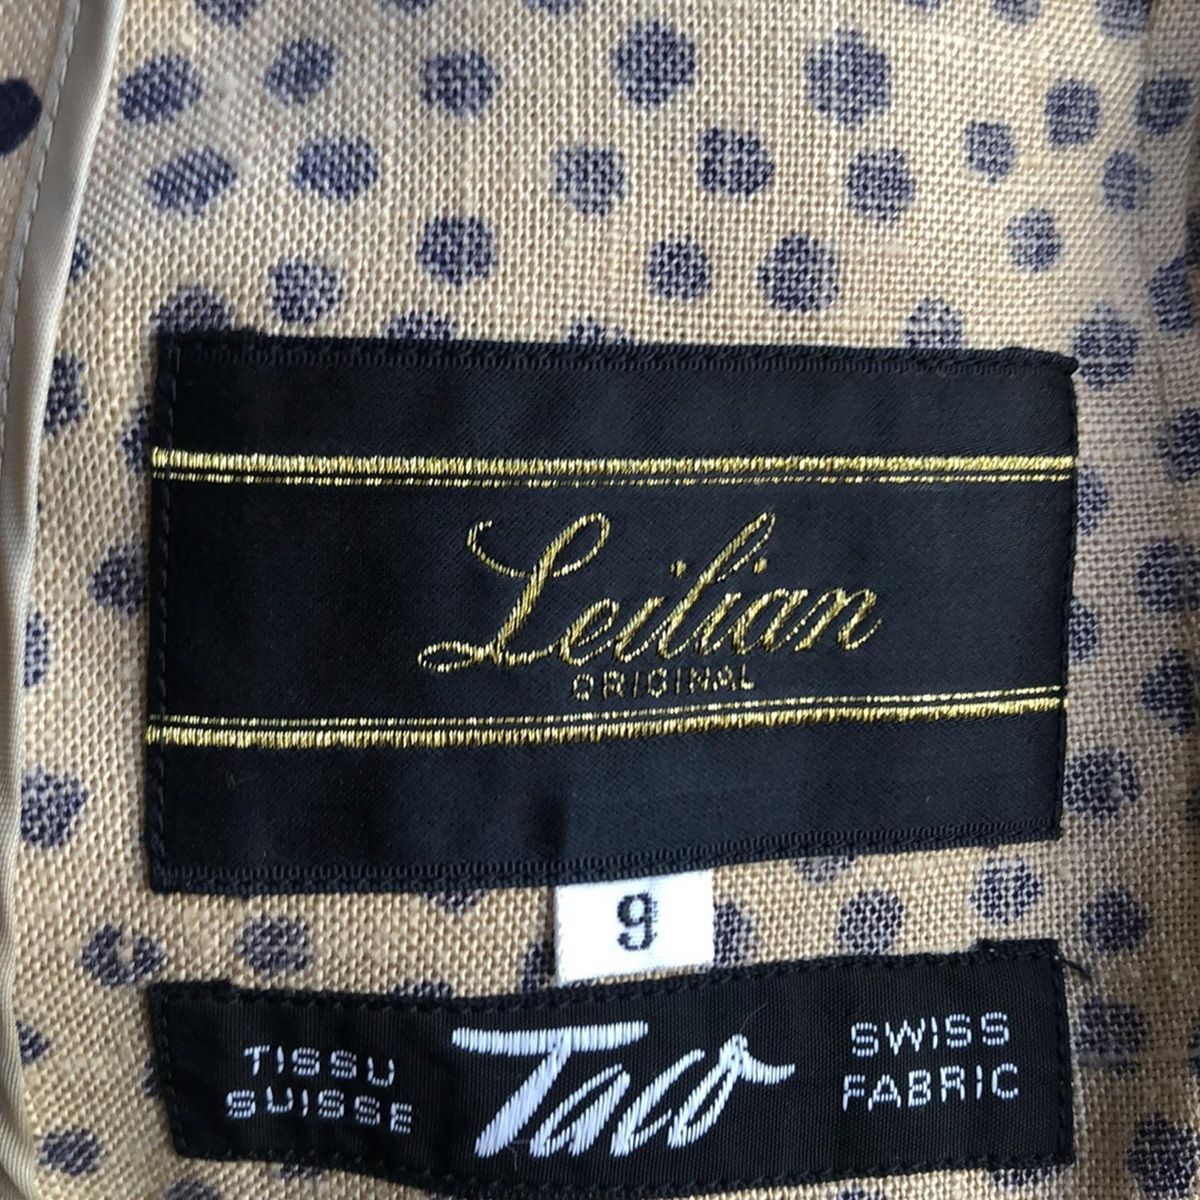 Leilian
ORIGINAL
9
TISSU
SUISSE
Taco
SWISS
FABRIC